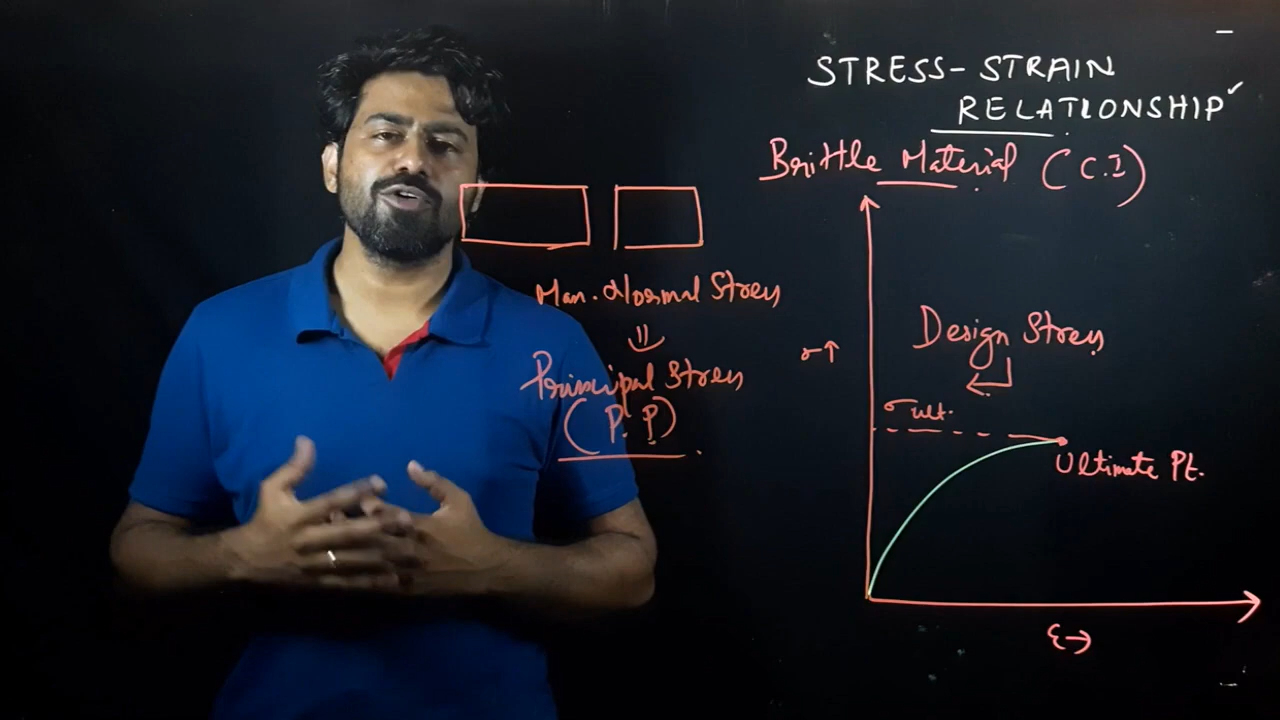 STRESS-STRAIN
RELATIONSHIP
Brittle Material (C.I)
Max. Normal Stress
Principal Stress
(P.P)
σ↑
Design Stress
σult.
Ultimate Pt.
ε→